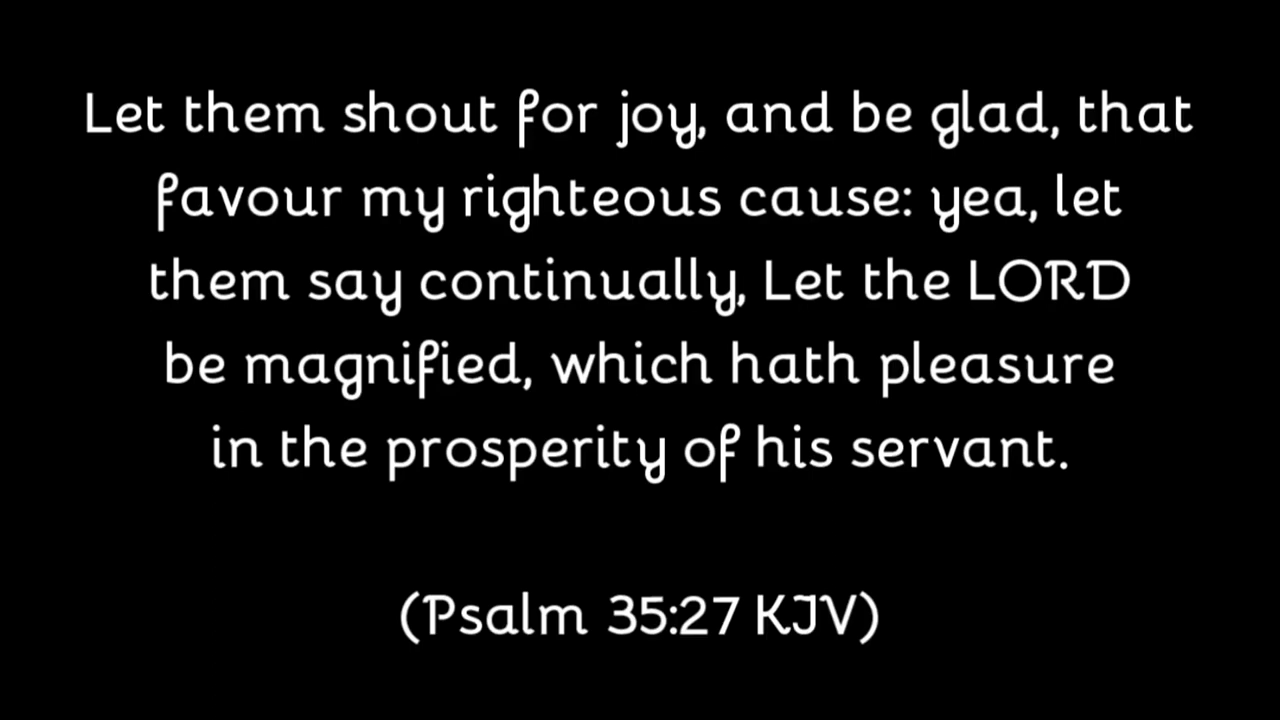 Let them shout for joy, and be glad, that
favour my righteous cause: yea, let
them say continually, Let the LORD
be magnified, which hath pleasure
in the prosperity of his servant.
(Psalm 35:27 KJV)